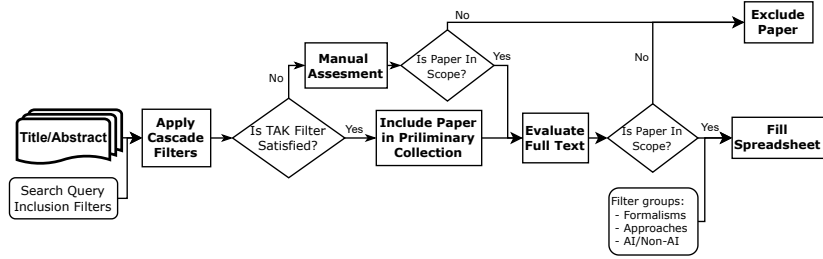 No
Exclude
Paper
Manual
Assesment
Is Paper In
Scope?
Yes
No
No
Title/Abstract
Apply
Cascade
Filters
Is TAK Filter
Satisfied?
Yes
Include Paper
in Priliminary
Collection
Evaluate
Full Text
Is Paper In
Scope?
Yes
Fill
Spreadsheet
Search Query
Inclusion Filters
Filter groups:
- Formalisms
- Approaches
- AI/Non-AI